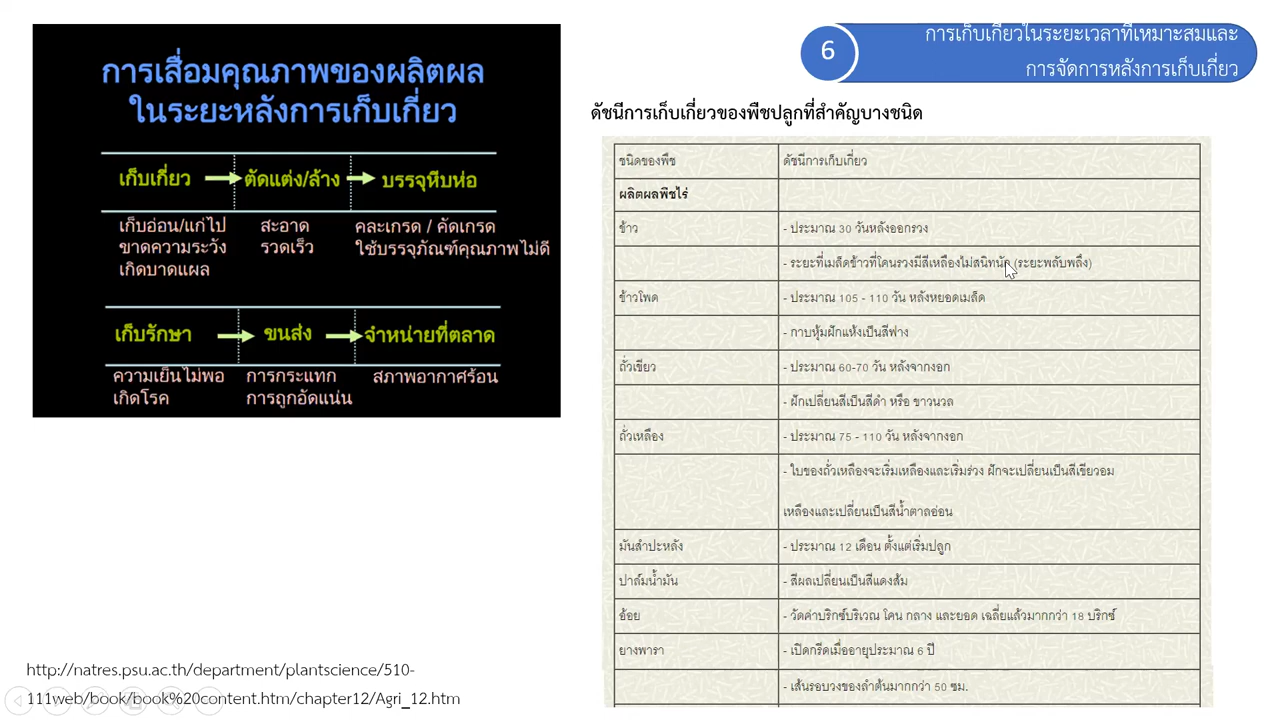 การเสื่อมคุณภาพของผลิตผล
ในระยะหลังการเก็บเกี่ยว
เก็บเกี่ยว ตัดแต่ง/ล้าง บรรจุหีบห่อ
เก็บอ่อน/แก่ไป สะอาด คละเกรด / คัดเกรด
ขาดความระวัง รวดเร็ว ใช้บรรจุภัณฑ์คุณภาพไม่ดี
เกิดบาดแผล
เก็บรักษา ขนส่ง จำหน่ายที่ตลาด
ความเย็นไม่พอ การกระแทก สภาพอากาศร้อน
เกิดโรค การถูกอัดแน่น
http://natres.psu.ac.th/department/plantscience/510-
111web/book/book%20content.htm/chapter12/Agri_12.htm
6
การเก็บเกี่ยวในระยะเวลาที่เหมาะสมและ
การจัดการหลังการเก็บเกี่ยว
ดัชนีการเก็บเกี่ยวของพืชปลูกที่สำคัญบางชนิด
ชนิดของพืช ดัชนีการเก็บเกี่ยว
ผลิตผลพืชไร่
ข้าว - ประมาณ 30 วันหลังออกรวง
- ระยะที่เมล็ดข้าวที่โคนรวงมีสีเหลืองไม่สนิทนัก (ระยะพลับพลึง)
ข้าวโพด - ประมาณ 105 - 110 วัน หลังหยอดเมล็ด
- กาบหุ้มฝักแห้งเป็นสีฟาง
ถั่วเขียว - ประมาณ 60-70 วัน หลังจากงอก
- ฝักเปลี่ยนสีเป็นสีดำ หรือ ขาวนวล
ถั่วเหลือง - ประมาณ 75 - 110 วัน หลังจากงอก
- ใบของถั่วเหลืองจะเริ่มเหลืองและเริ่มร่วง ฝักจะเปลี่ยนเป็นสีเขียวอม
เหลืองและเปลี่ยนเป็นสีน้ำตาลอ่อน
มันสำปะหลัง - ประมาณ 12 เดือน ตั้งแต่เริ่มปลูก
ปาล์มน้ำมัน - สีผลเปลี่ยนเป็นสีแดงส้ม
อ้อย - วัดค่าบริกซ์บริเวณ โคน กลาง และยอด เฉลี่ยแล้วมากกว่า 18 บริกซ์
ยางพารา - เปิดกรีดเมื่ออายุประมาณ 6 ปี
- เส้นรอบวงของลำต้นมากกว่า 50 ซม.